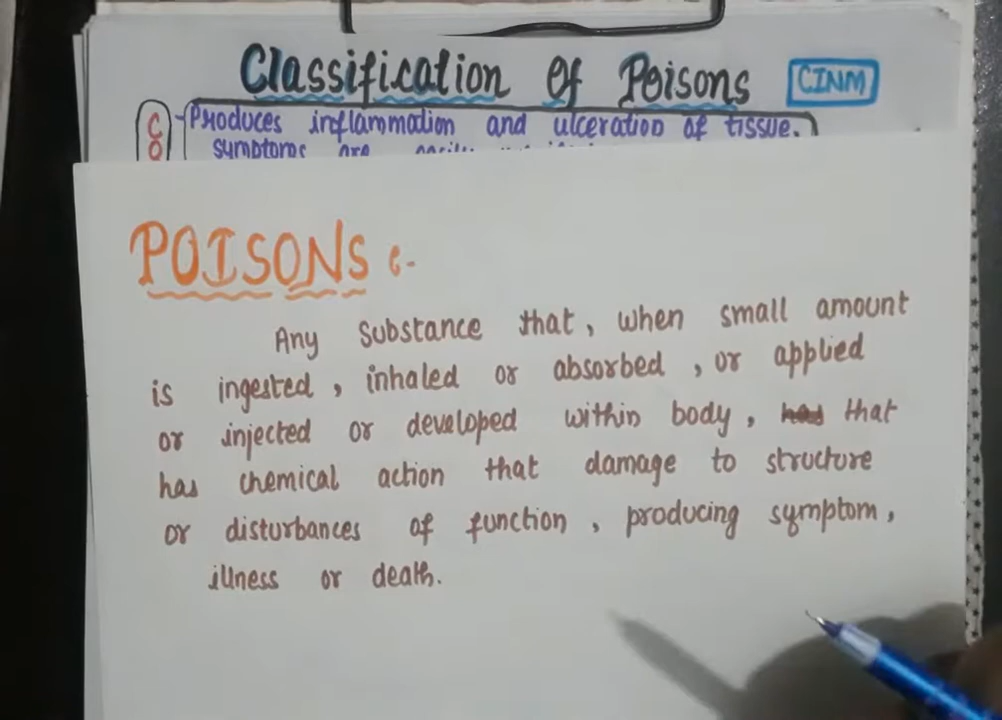 Classification Of Poisons CINM
C Produces inflammation and ulceration of tissue.
O symptoms are
POISONS :-
Any substance that, when small amount
is ingested, inhaled or absorbed, or applied
or injected or developed within body, has that
has chemical action that damage to structure
or disturbances of function, producing symptom,
illness or death.